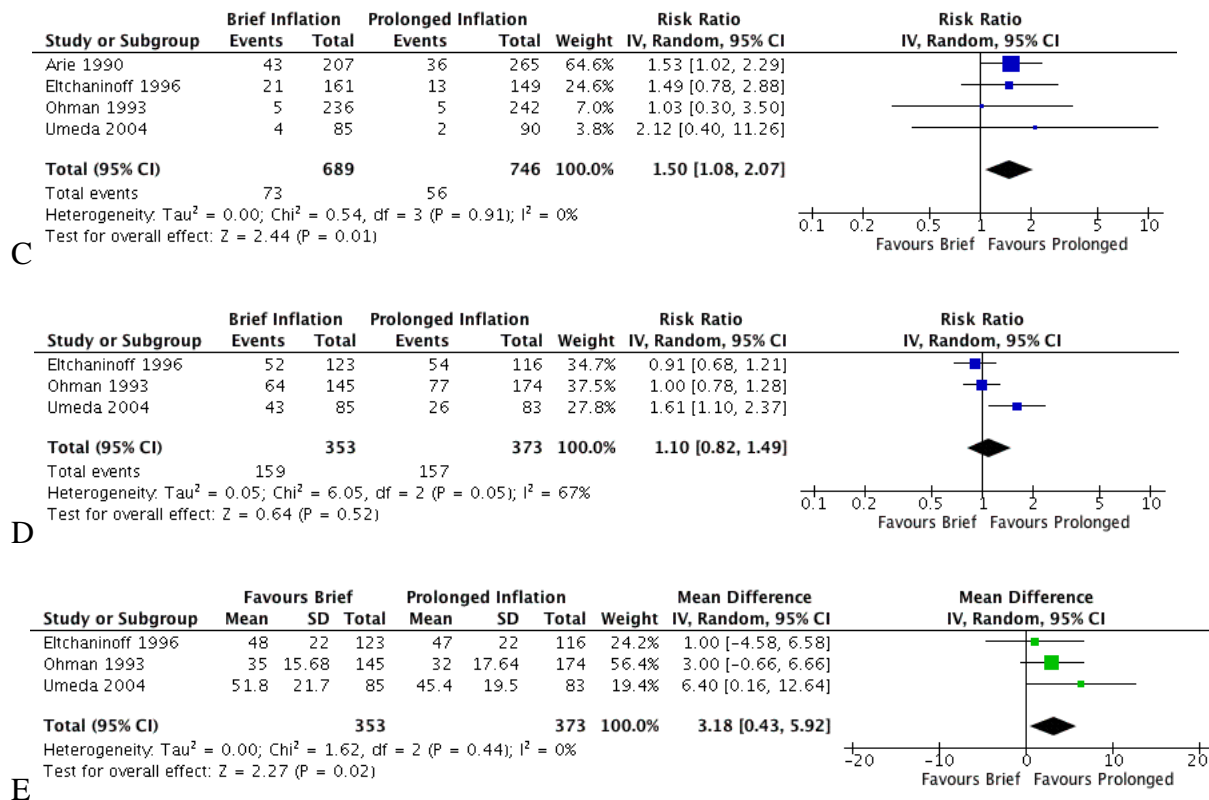 Brief Inflation Prolonged Inflation Risk Ratio Risk Ratio
Study or Subgroup Events Total Events Total Weight IV, Random, 95% CI IV, Random, 95% CI
Arie 1990 43 207 36 265 64.6% 1.53 [1.02, 2.29]
Eltchaninoff 1996 21 161 13 149 24.6% 1.49 [0.78, 2.88]
Ohman 1993 5 236 5 242 7.0% 1.03 [0.30, 3.50]
Umeda 2004 4 85 2 90 3.8% 2.12 [0.40, 11.26]
Total (95% CI) 689 746 100.0% 1.50 [1.08, 2.07]
Total events 73 56
Heterogeneity: Tau² = 0.00; Chi² = 0.54, df = 3 (P = 0.91); I² = 0%
Test for overall effect: Z = 2.44 (P = 0.01)
0.1 0.2 0.5 1 2 5 10
Favours Brief Favours Prolonged
C
Brief Inflation Prolonged Inflation Risk Ratio Risk Ratio
Study or Subgroup Events Total Events Total Weight IV, Random, 95% CI IV, Random, 95% CI
Eltchaninoff 1996 52 123 54 116 34.7% 0.91 [0.68, 1.21]
Ohman 1993 64 145 77 174 37.5% 1.00 [0.78, 1.28]
Umeda 2004 43 85 26 83 27.8% 1.61 [1.10, 2.37]
Total (95% CI) 353 373 100.0% 1.10 [0.82, 1.49]
Total events 159 157
Heterogeneity: Tau² = 0.05; Chi² = 6.05, df = 2 (P = 0.05); I² = 67%
Test for overall effect: Z = 0.64 (P = 0.52)
0.1 0.2 0.5 1 2 5 10
Favours Brief Favours Prolonged
D
Favours Brief Prolonged Inflation Mean Difference Mean Difference
Study or Subgroup Mean SD Total Mean SD Total Weight IV, Random, 95% CI IV, Random, 95% CI
Eltchaninoff 1996 48 22 123 47 22 116 24.2% 1.00 [-4.58, 6.58]
Ohman 1993 35 15.68 145 32 17.64 174 56.4% 3.00 [-0.66, 6.66]
Umeda 2004 51.8 21.7 85 45.4 19.5 83 19.4% 6.40 [0.16, 12.64]
Total (95% CI) 353 373 100.0% 3.18 [0.43, 5.92]
Heterogeneity: Tau² = 0.00; Chi² = 1.62, df = 2 (P = 0.44); I² = 0%
Test for overall effect: Z = 2.27 (P = 0.02)
-20 -10 0 10 20
Favours Brief Favours Prolonged
E